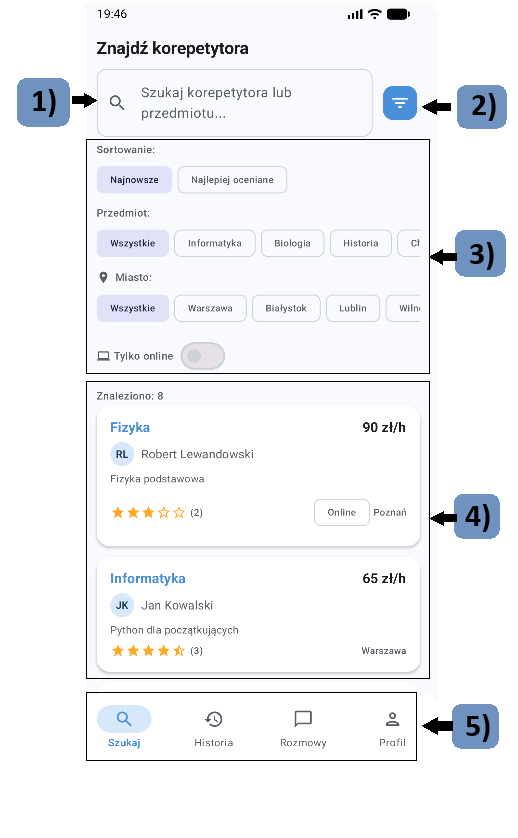 19:46
Znajdź korepetytora
1)
Szukaj korepetytora lub
przedmiotu...
2)
Sortowanie:
Najnowsze Najlepiej oceniane
Przedmiot:
Wszystkie Informatyka Biologia Historia Ch
3)
Miasto:
Wszystkie Warszawa Białystok Lublin Wiln
Tylko online
Znaleziono: 8
Fizyka 90 zł/h
RL Robert Lewandowski
Fizyka podstawowa
(2) Online Poznań
4)
Informatyka 65 zł/h
JK Jan Kowalski
Python dla początkujących
(3) Warszawa
Szukaj Historia Rozmowy Profil
5)